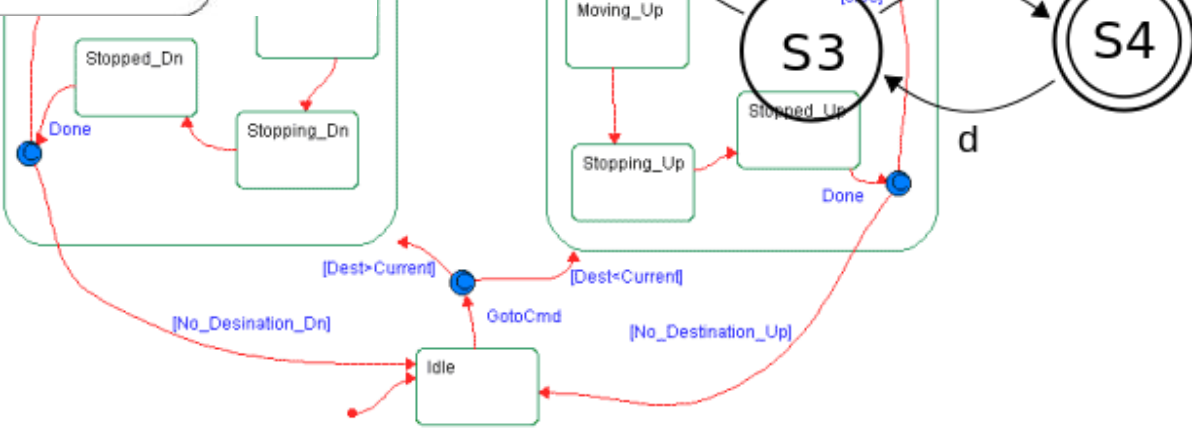 Moving_Up
S3
S4
Stopped_Dn
Stopped_Up
Done
Stopping_Dn
d
Stopping_Up
Done
[Dest>Current]
[Dest<Current]
GotoCmd
[No_Desination_Dn]
[No_Destination_Up]
Idle